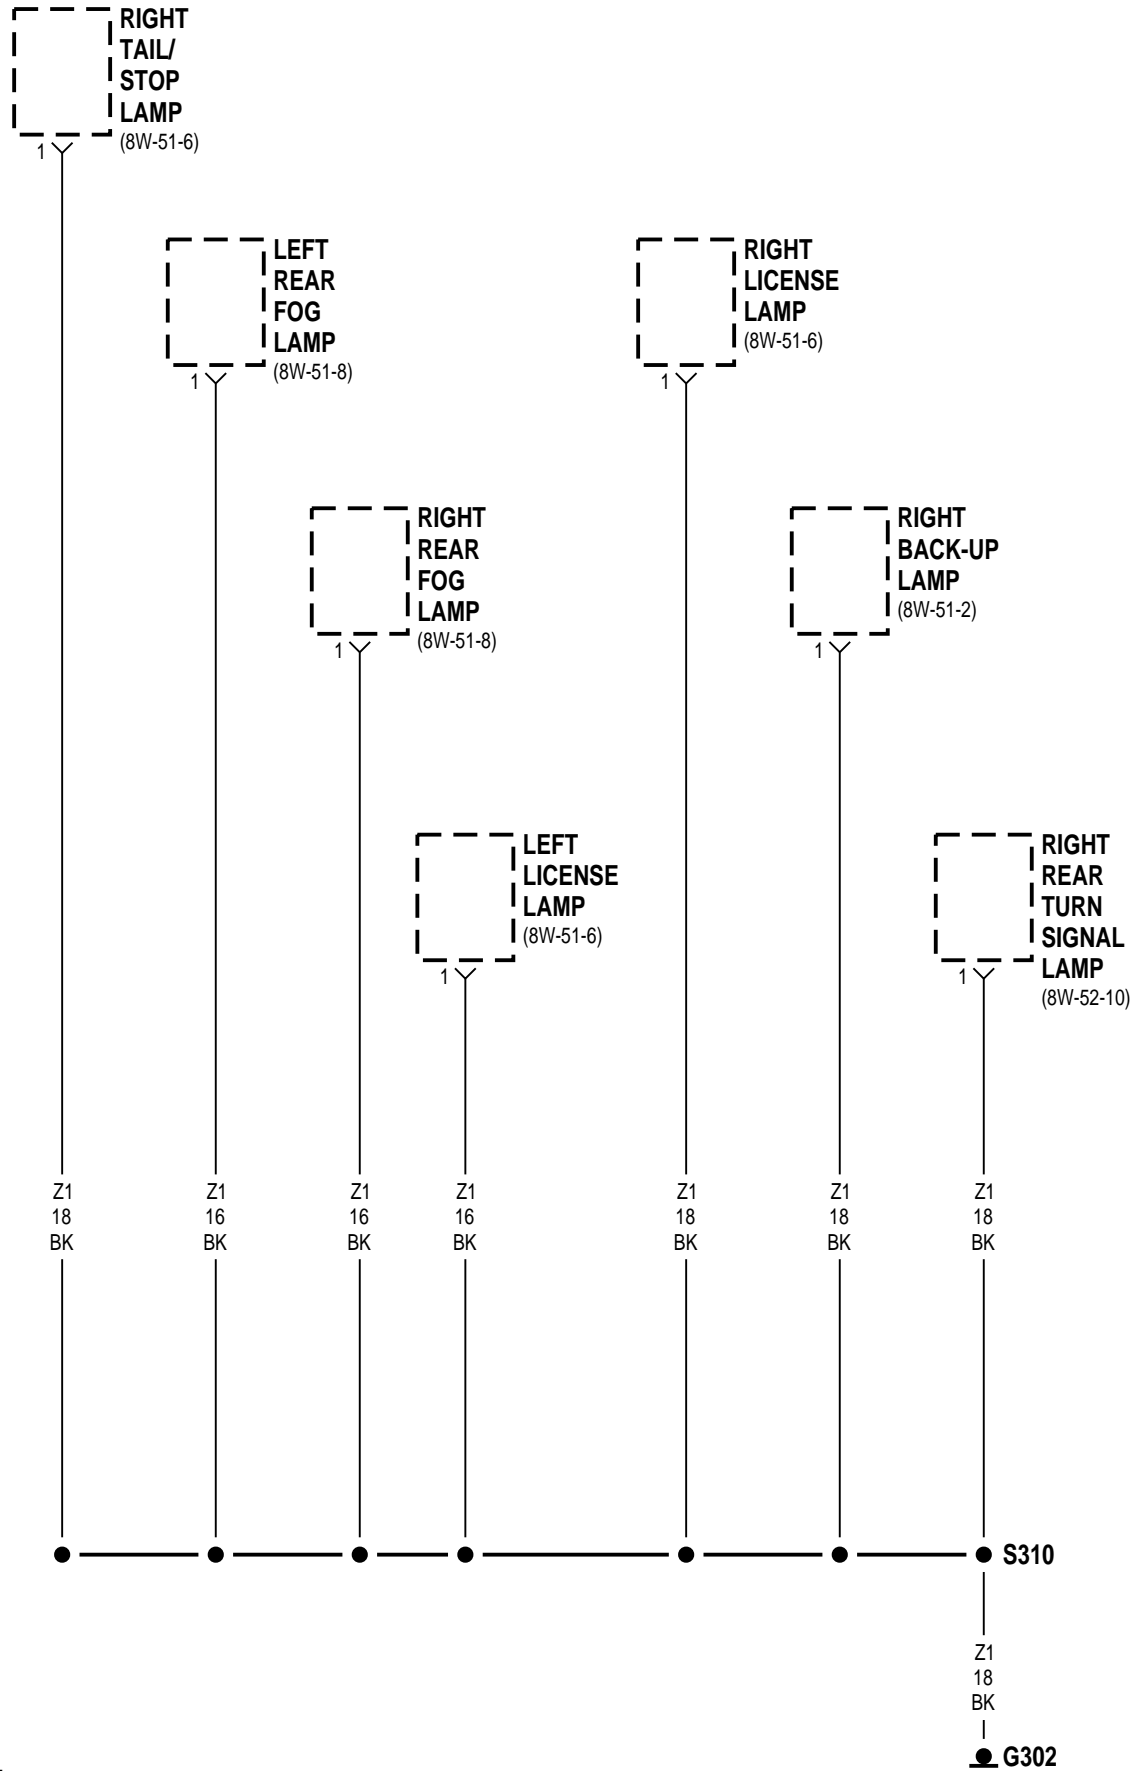 RIGHT
TAIL/
STOP
LAMP
(8W-51-6)
1
LEFT
REAR
FOG
LAMP
(8W-51-8)
1
RIGHT
LICENSE
LAMP
(8W-51-6)
1
RIGHT
REAR
FOG
LAMP
(8W-51-8)
1
RIGHT
BACK-UP
LAMP
(8W-51-2)
1
LEFT
LICENSE
LAMP
(8W-51-6)
1
RIGHT
REAR
TURN
SIGNAL
LAMP
(8W-52-10)
1
Z1
18
BK
Z1
16
BK
Z1
16
BK
Z1
16
BK
Z1
18
BK
Z1
18
BK
Z1
18
BK
S310
Z1
18
BK
G302